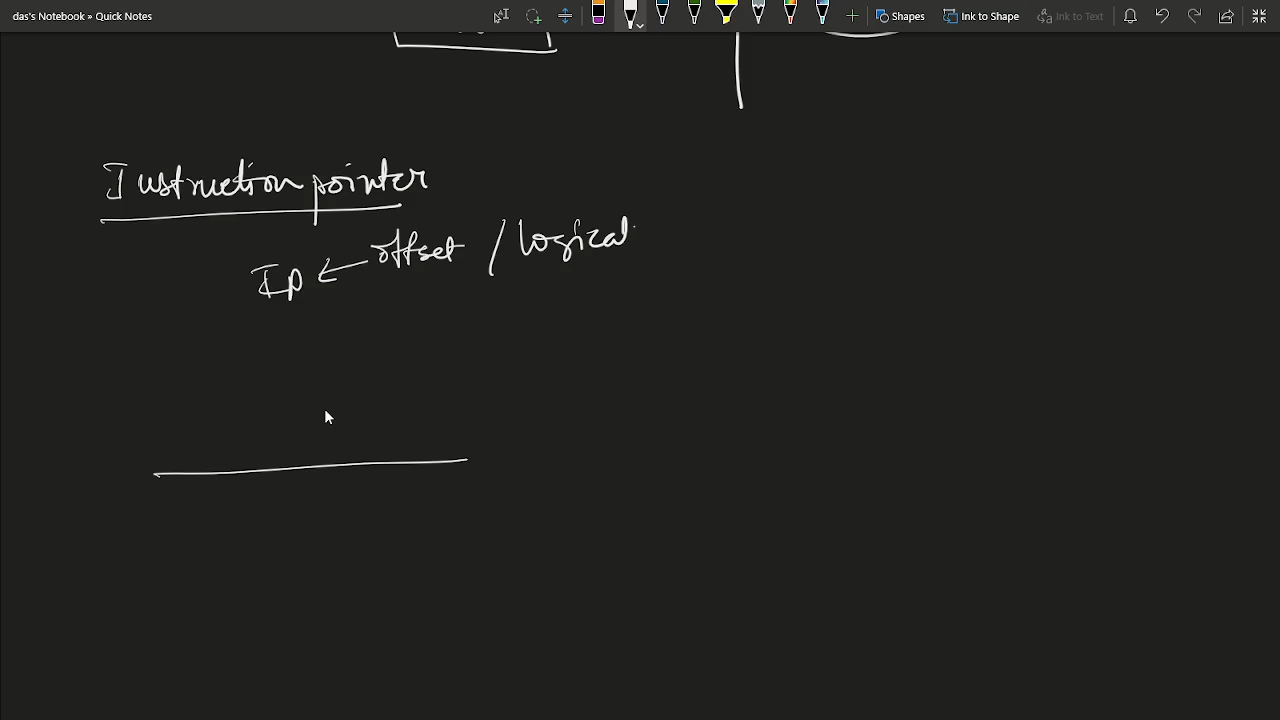 das's Notebook » Quick Notes
Shapes
Ink to Shape
Ink to Text
Instruction pointer
IP ← offset / logical